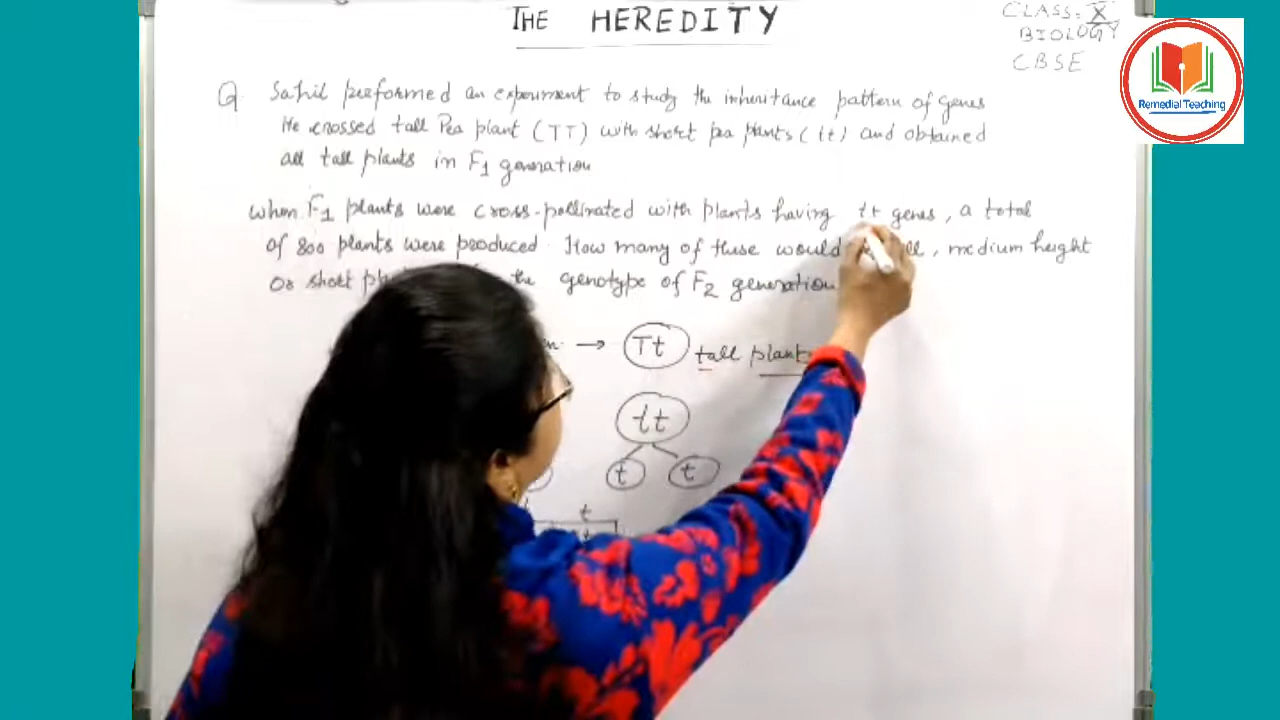 THE HEREDITY
CLASS: X
BIOLOGY
CBSE
Remedial Teaching
Q Sahil performed an experiment to study the inheritance pattern of genes
He crossed tall Pea plant (TT) with short pea plants (tt) and obtained
all tall plants in F1 generation
When F1 plants were cross-pollinated with plants having tt genes, a total
of 800 plants were produced. How many of these would , medium height
Or short the genotype of F2 generation
→ Tt tall plants
tt
t t
t